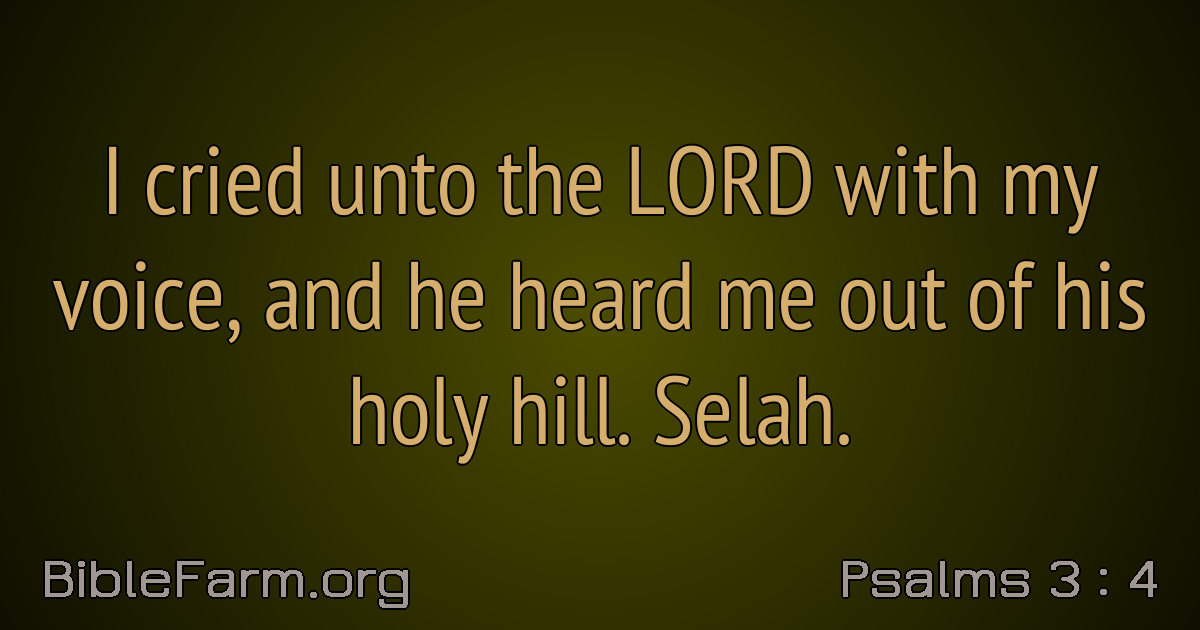 I cried unto the LORD with my
voice, and he heard me out of his
holy hill. Selah.
BibleFarm.org
Psalms 3 : 4